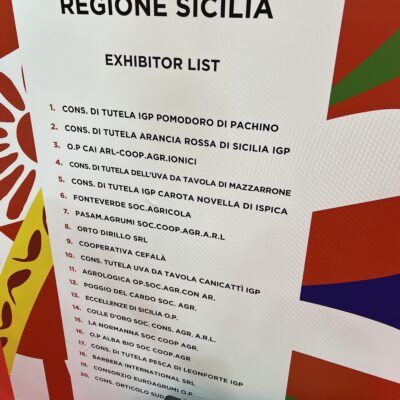 REGIONE SICILIA
EXHIBITOR LIST
1. CONS. DI TUTELA IGP POMODORO DI PACHINO
2. CONS. DI TUTELA ARANCIA ROSSA DI SICILIA IGP
3. O.P CAI ARL-COOP.AGR.IONICI
4. CONS. DI TUTELA DELL'UVA DA TAVOLA DI MAZZARRONE
5. CONS. DI TUTELA IGP CAROTA NOVELLA DI ISPICA
6. FONTEVERDE SOC.AGRICOLA
7. PASAM.AGRUMI SOC.COOP.AGR.A.R.L
8. ORTO DIRILLO SRL
9. COOPERATIVA CEFALÀ
10. CONS. TUTELA UVA DA TAVOLA CANICATTÌ IGP
11. AGROLOGICA OP.SOC.AGR.CON AR.
12. POGGIO DEL CARDO SOC. AGR.
13. ECCELLENZE DI SICILIA O.P.
14. COLLE D'ORO SOC. CONS. AGR. A.R.L.
15. LA NORMANNA SOC COOP AGR.
16. O.P ALBA BIO SOC COOP.AGR
17. CONS. DI TUTELA PESCA DI LEONFORTE IGP
18. BARBERA INTERNATIONAL SRL
19. CONSORZIO EUROAGRUMI O.P
20. CONS. ORTICOLO SUD